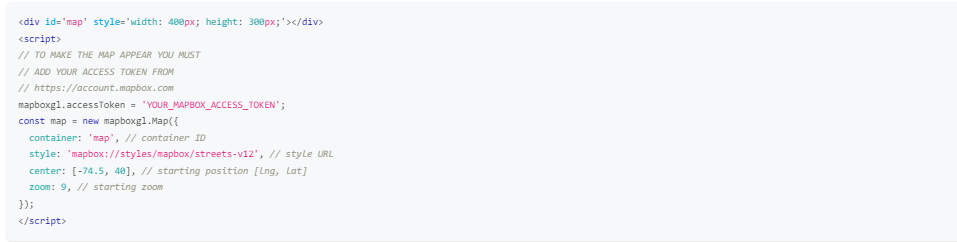 <div id='map' style='width: 400px; height: 300px;'></div>
<script>
// TO MAKE THE MAP APPEAR YOU MUST
// ADD YOUR ACCESS TOKEN FROM
// https://account.mapbox.com
mapboxgl.accessToken = 'YOUR_MAPBOX_ACCESS_TOKEN';
const map = new mapboxgl.Map({
  container: 'map', // container ID
  style: 'mapbox://styles/mapbox/streets-v12', // style URL
  center: [-74.5, 40], // starting position [lng, lat]
  zoom: 9, // starting zoom
});
</script>